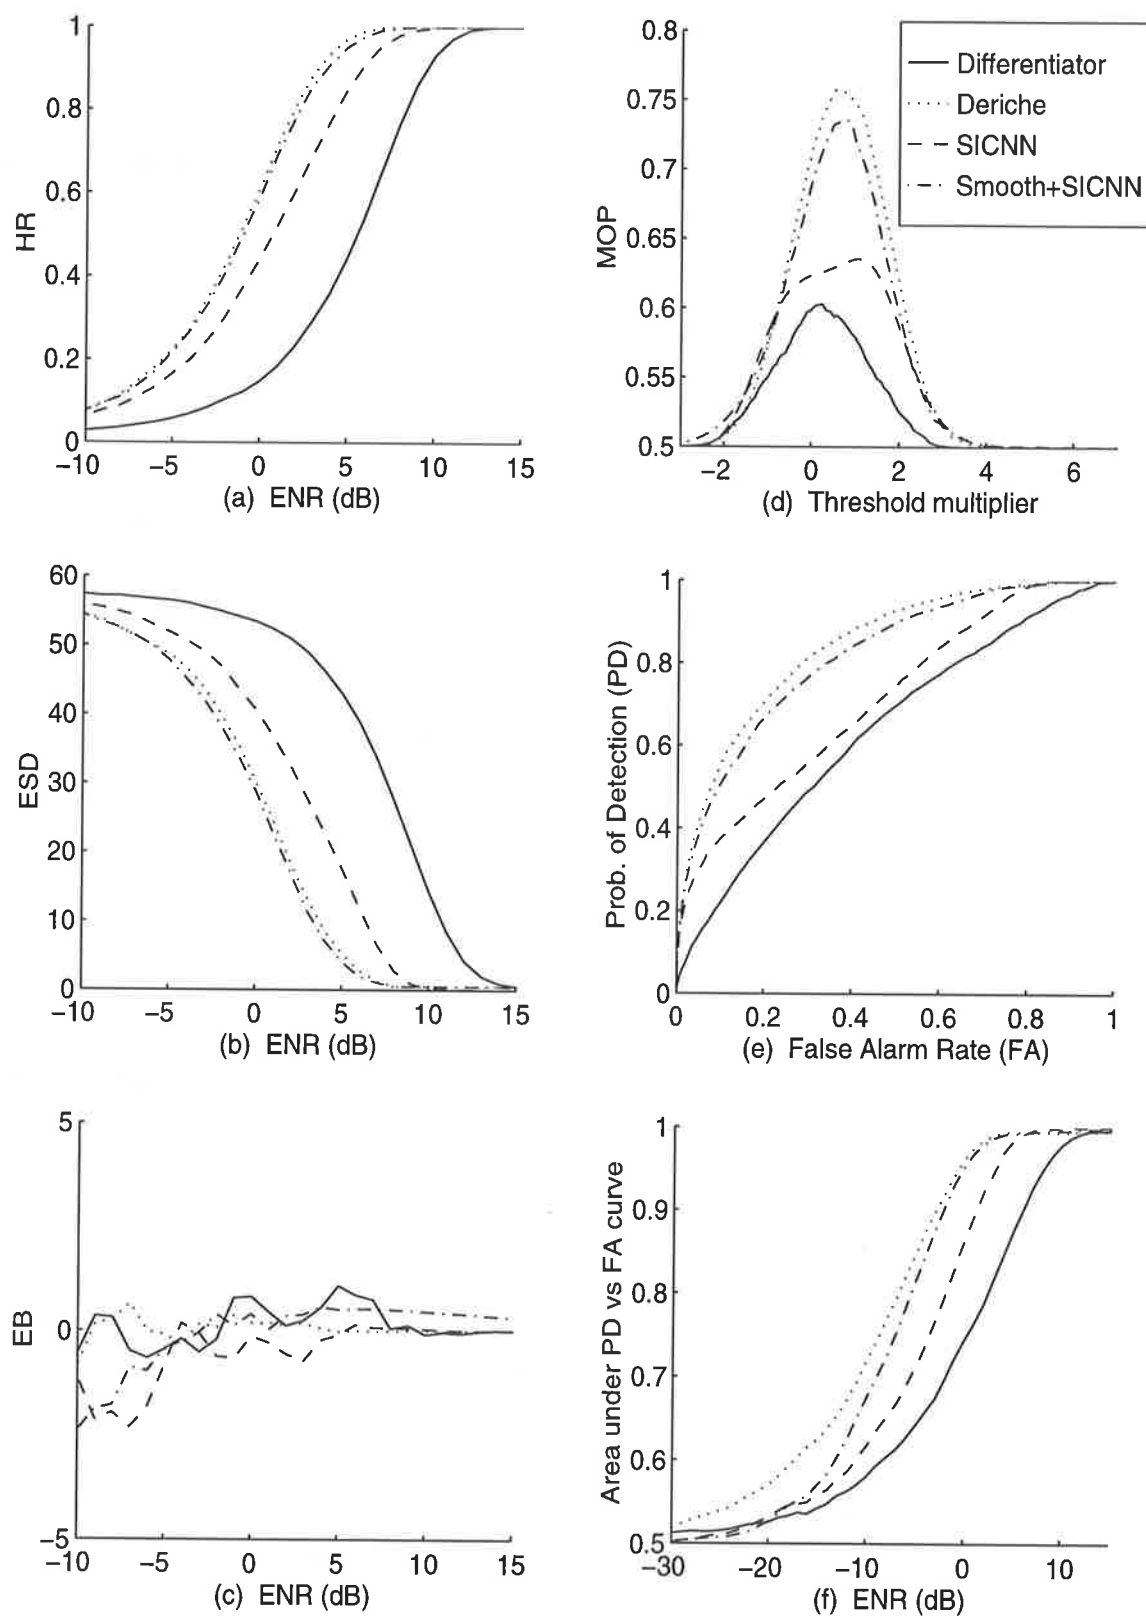 1
0.8
0.6
0.4
0.2
0
HR
−10 −5 0 5 10 15
(a) ENR (dB)
0.8
0.75
0.7
0.65
0.6
0.55
0.5
MOP
−2 0 2 4 6
(d) Threshold multiplier
Differentiator
Deriche
SICNN
Smooth+SICNN
60
50
40
30
20
10
0
ESD
−10 −5 0 5 10 15
(b) ENR (dB)
1
0.8
0.6
0.4
0.2
0
Prob. of Detection (PD)
0 0.2 0.4 0.6 0.8 1
(e) False Alarm Rate (FA)
5
0
−5
EB
−10 −5 0 5 10 15
(c) ENR (dB)
1
0.9
0.8
0.7
0.6
0.5
Area under PD vs FA curve
−30 −20 −10 0 10
(f) ENR (dB)